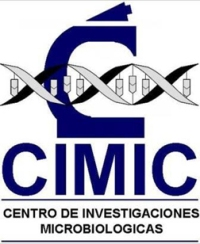 CIMIC
CENTRO DE INVESTIGACIONES
MICROBIOLOGICAS